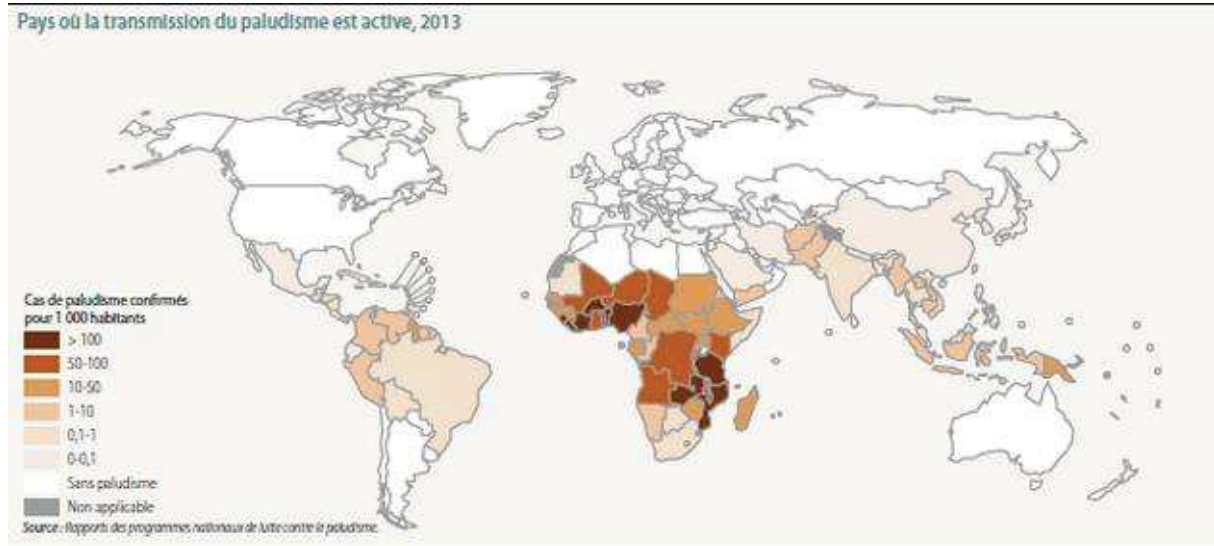 Pays où la transmission du paludisme est active, 2013
Cas de paludisme confirmés
pour 1 000 habitants
> 100
50-100
10-50
1-10
0,1-1
0-0,1
Sans paludisme
Non applicable
Source : Rapports des programmes nationaux de lutte contre le paludisme.